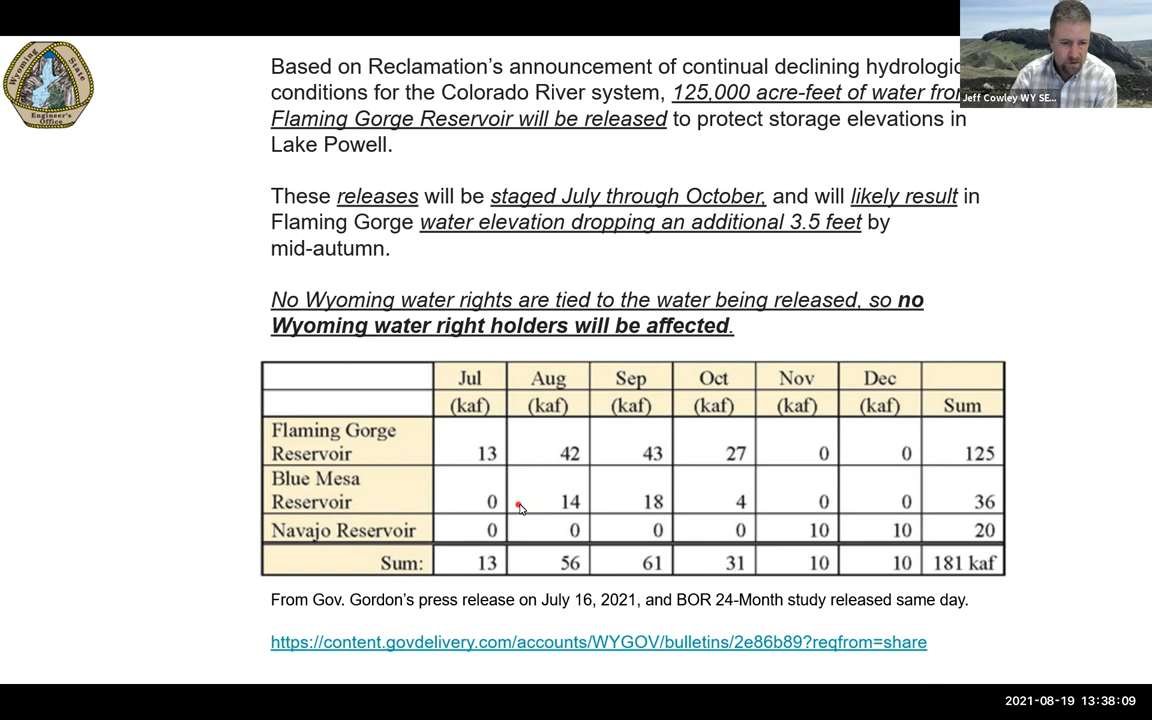 Wyoming State
Engineer's
Office
Based on Reclamation's announcement of continual declining hydrologic
conditions for the Colorado River system, 125,000 acre-feet of water from
Flaming Gorge Reservoir will be released to protect storage elevations in
Lake Powell.
These releases will be staged July through October, and will likely result in
Flaming Gorge water elevation dropping an additional 3.5 feet by
mid-autumn.
No Wyoming water rights are tied to the water being released, so no
Wyoming water right holders will be affected.
Jul Aug Sep Oct Nov Dec
(kaf) (kaf) (kaf) (kaf) (kaf) (kaf) Sum
Flaming Gorge
Reservoir 13 42 43 27 0 0 125
Blue Mesa
Reservoir 0 14 18 4 0 0 36
Navajo Reservoir 0 0 0 0 10 10 20
Sum: 13 56 61 31 10 10 181 kaf
From Gov. Gordon's press release on July 16, 2021, and BOR 24-Month study released same day.
https://content.govdelivery.com/accounts/WYGOV/bulletins/2e86b89?reqfrom=share
Jeff Cowley WY SE...
2021-08-19 13:38:09